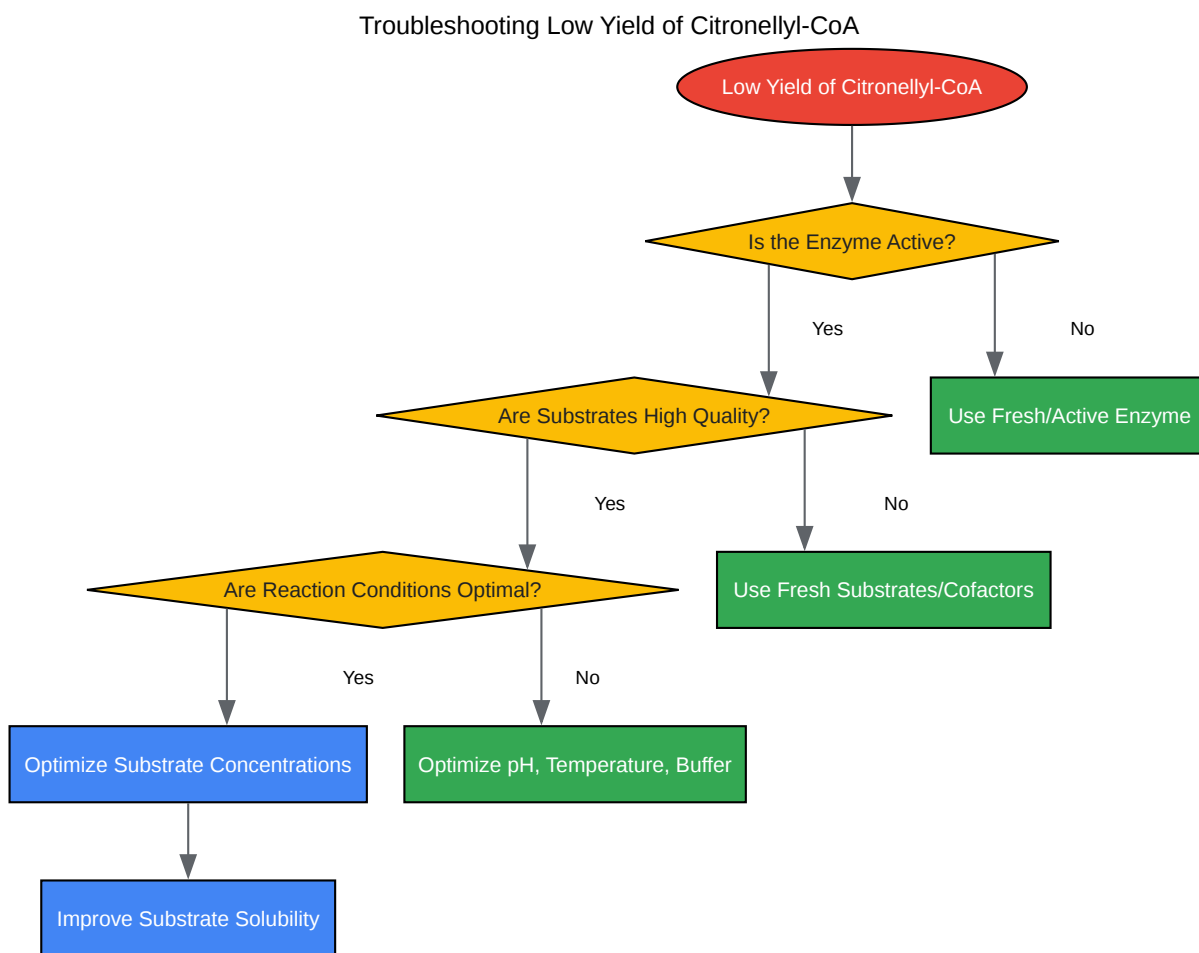 Troubleshooting Low Yield of Citronellyl-CoA
Low Yield of Citronellyl-CoA
Is the Enzyme Active?
Yes
No
Are Substrates High Quality?
Use Fresh/Active Enzyme
Yes
No
Are Reaction Conditions Optimal?
Use Fresh Substrates/Cofactors
Yes
No
Optimize Substrate Concentrations
Optimize pH, Temperature, Buffer
Improve Substrate Solubility